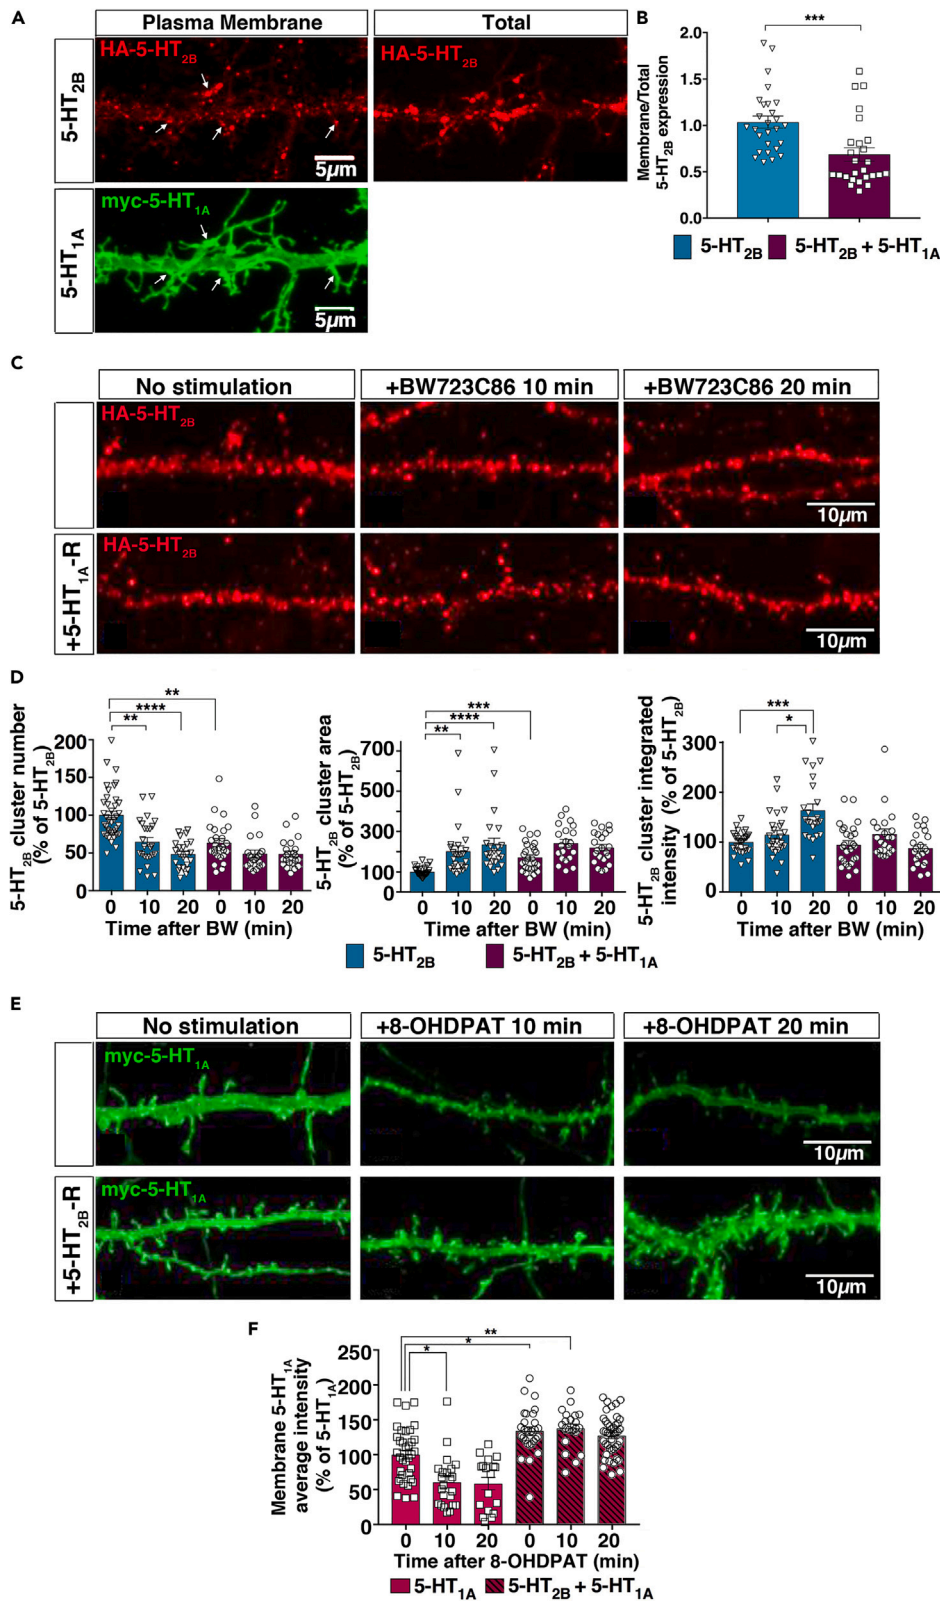 A
Plasma Membrane
Total
5-HT2B
HA-5-HT2B
5µm
HA-5-HT2B
5µm
5-HT1A
myc-5-HT1A
5µm
B
***
Membrane/Total
5-HT2B expression
2.0
1.5
1.0
0.5
0.0
5-HT2B
5-HT2B + 5-HT1A
C
No stimulation
+BW723C86 10 min
+BW723C86 20 min
HA-5-HT2B
10µm
+5-HT1A-R
HA-5-HT2B
10µm
D
5-HT2B cluster number
(% of 5-HT2B)
200
150
100
50
0
**
****
**
0 10 20 0 10 20
Time after BW (min)
5-HT2B cluster area
(% of 5-HT2B)
700
500
300
200
100
0
***
****
**
0 10 20 0 10 20
Time after BW (min)
5-HT2B cluster integrated
intensity (% of 5-HT2B)
300
200
100
0
***
*
0 10 20 0 10 20
Time after BW (min)
5-HT2B
5-HT2B + 5-HT1A
E
No stimulation
+8-OHDPAT 10 min
+8-OHDPAT 20 min
myc-5-HT1A
10µm
+5-HT2B-R
myc-5-HT1A
10µm
F
Membrane 5-HT1A
average intensity
(% of 5-HT1A)
250
200
150
100
50
0
**
*
*
0 10 20 0 10 20
Time after 8-OHDPAT (min)
5-HT1A
5-HT2B + 5-HT1A